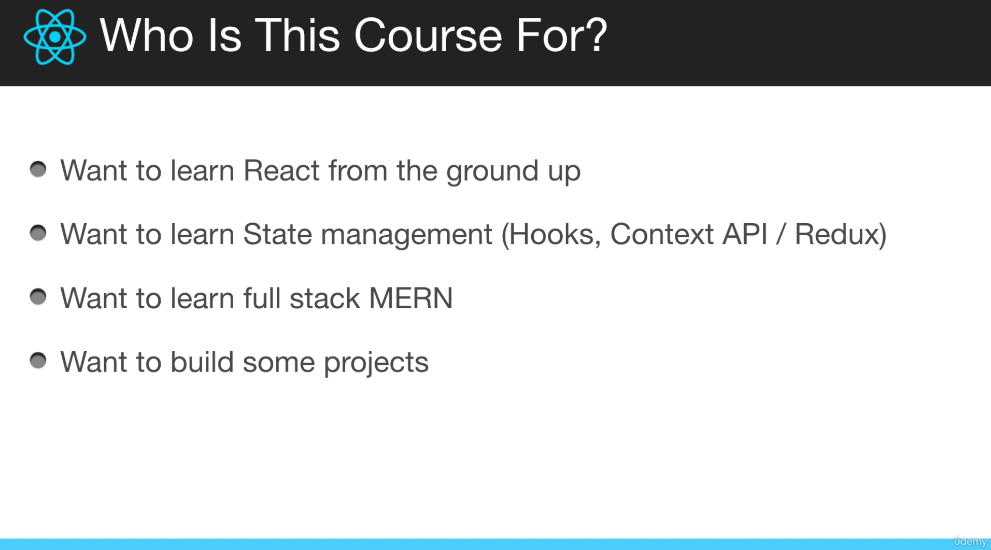 Who Is This Course For?
Want to learn React from the ground up
Want to learn State management (Hooks, Context API / Redux)
Want to learn full stack MERN
Want to build some projects
ûdemy